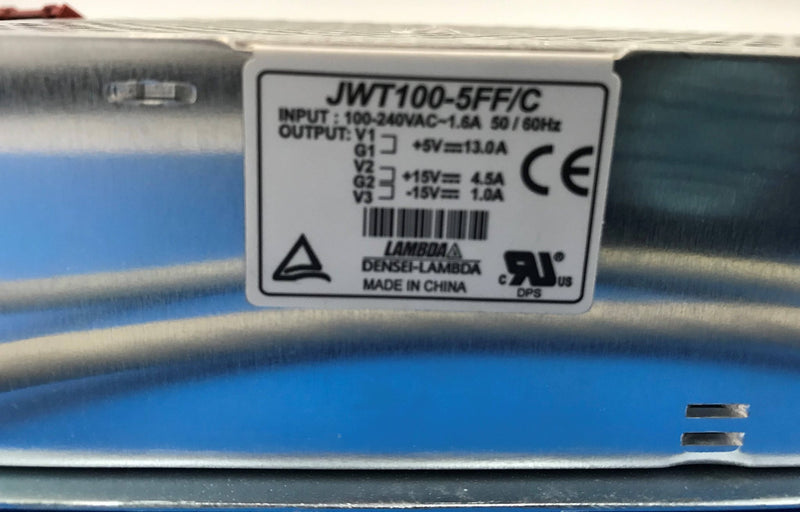 JWT100-5FF/C
INPUT : 100-240VAC~1.6A 50 / 60Hz
OUTPUT: V1
G1
+5V⎓13.0A
V2
G2
V3
+15V⎓ 4.5A
-15V⎓ 1.0A
CE
LAMBDA
DENSEI-LAMBDA
MADE IN CHINA
c RU ® US
DPS